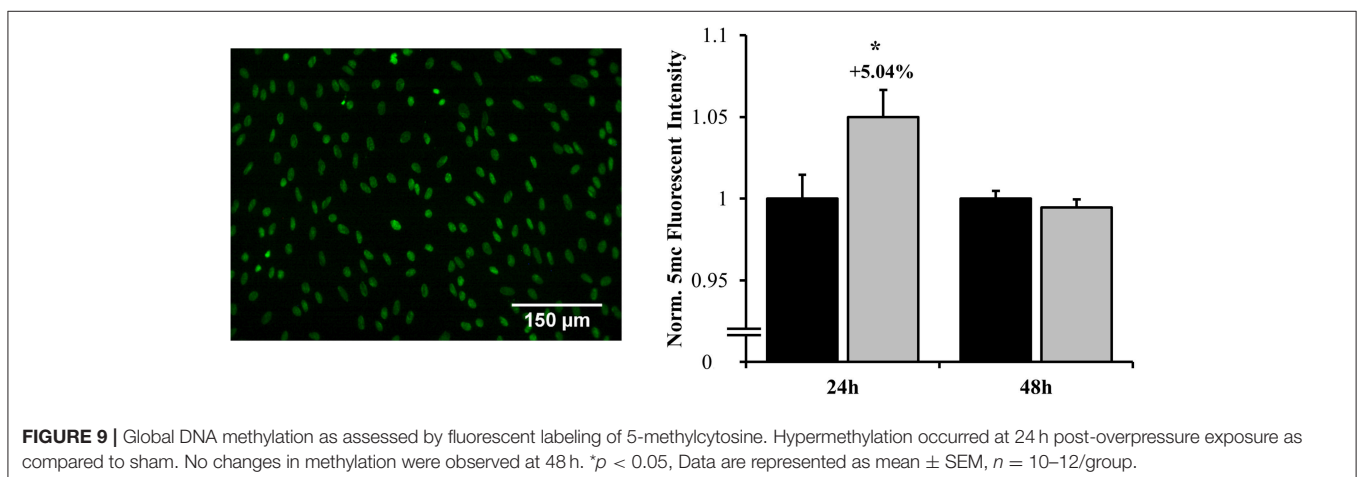 150 µm
Norm. 5mc Fluorescent Intensity
1.1
1.05
1
0.95
0
*
+5.04%
24h
48h
FIGURE 9 | Global DNA methylation as assessed by fluorescent labeling of 5-methylcytosine. Hypermethylation occurred at 24 h post-overpressure exposure as
compared to sham. No changes in methylation were observed at 48 h. *p < 0.05, Data are represented as mean ± SEM, n = 10–12/group.